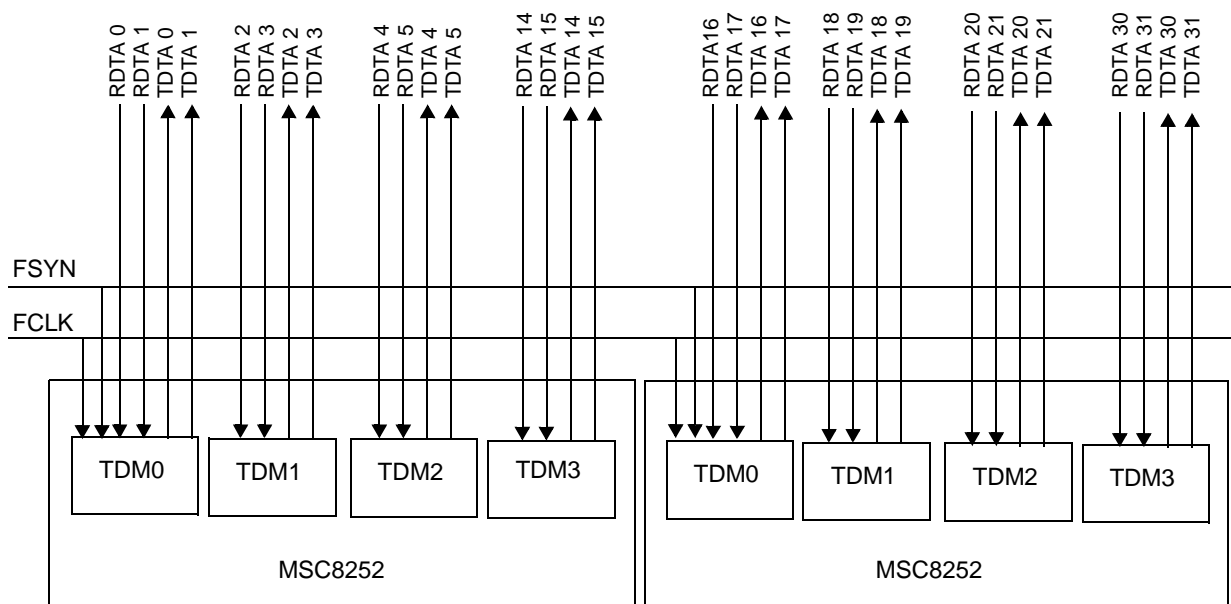 RDTA 0
RDTA 1
TDTA 0
TDTA 1
RDTA 2
RDTA 3
TDTA 2
TDTA 3
RDTA 4
RDTA 5
TDTA 4
TDTA 5
RDTA 14
RDTA 15
TDTA 14
TDTA 15
RDTA16
RDTA 17
TDTA 16
TDTA 17
RDTA 18
RDTA 19
TDTA 18
TDTA 19
RDTA 20
RDTA 21
TDTA 20
TDTA 21
RDTA 30
RDTA 31
TDTA 30
TDTA 31
FSYN
FCLK
TDM0
TDM1
TDM2
TDM3
TDM0
TDM1
TDM2
TDM3
MSC8252
MSC8252